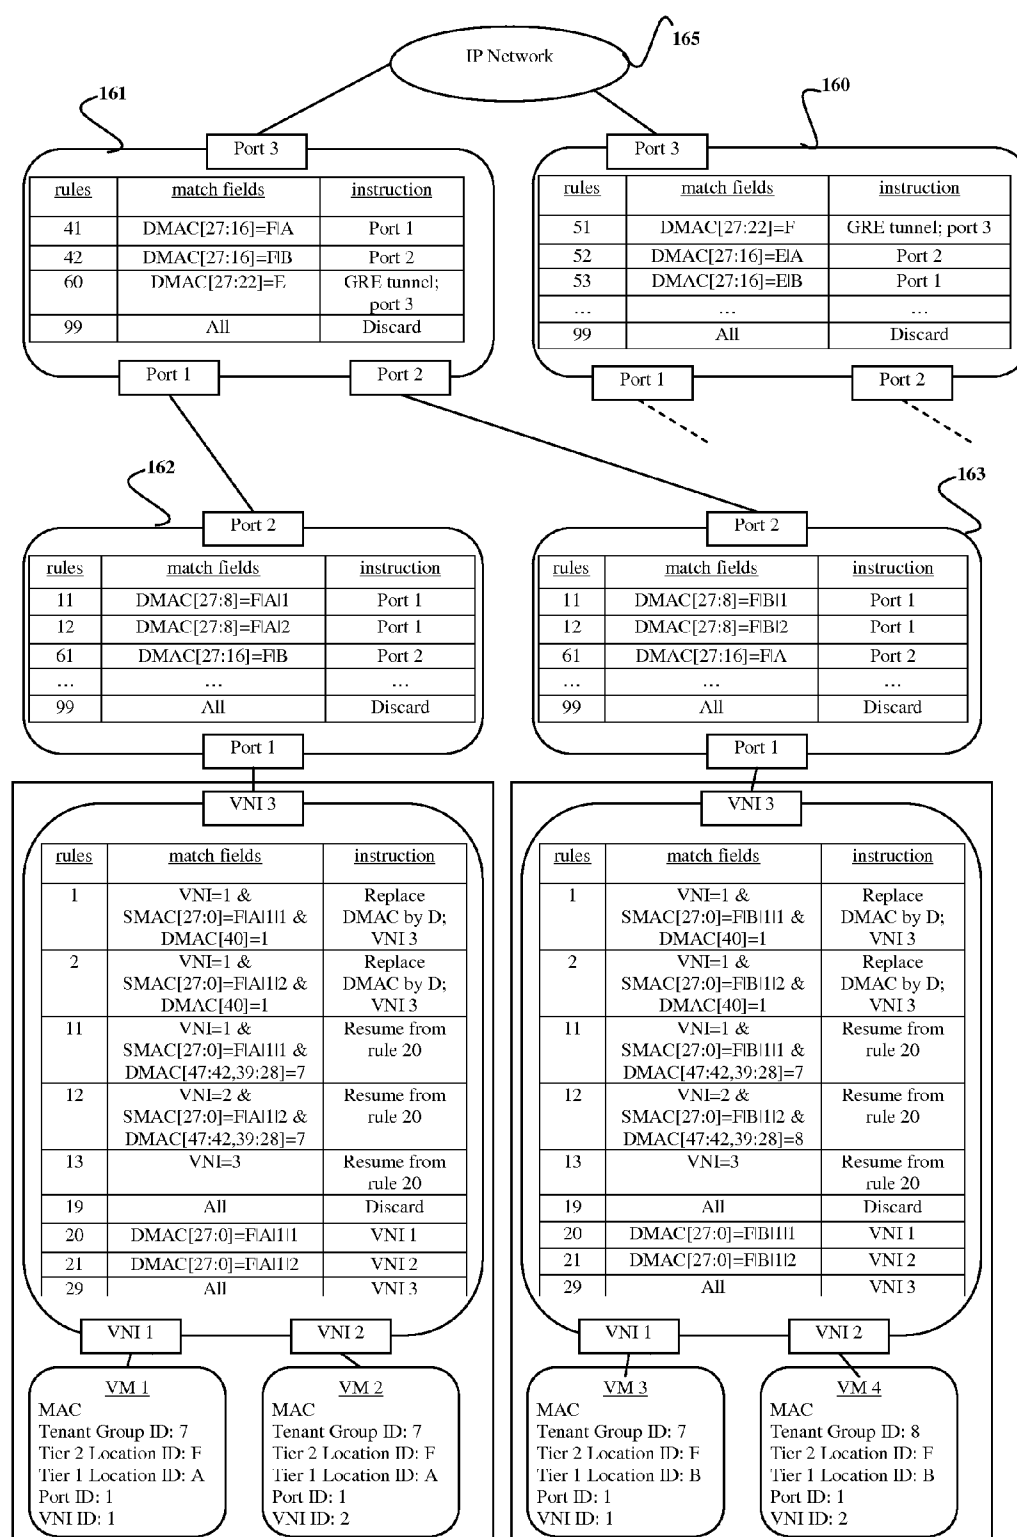 IP Network
165
161
160
Port 3
rules match fields instruction
41 DMAC[27:16]=F|A Port 1
42 DMAC[27:16]=F|B Port 2
60 DMAC[27:22]=E GRE tunnel;
port 3
99 All Discard
Port 1
Port 2
Port 3
rules match fields instruction
51 DMAC[27:22]=F GRE tunnel; port 3
52 DMAC[27:16]=E|A Port 2
53 DMAC[27:16]=E|B Port 1
... ... ...
99 All Discard
Port 1
Port 2
162
163
Port 2
rules match fields instruction
11 DMAC[27:8]=F|A|1 Port 1
12 DMAC[27:8]=F|A|2 Port 1
61 DMAC[27:16]=F|B Port 2
... ... ...
99 All Discard
Port 1
Port 2
rules match fields instruction
11 DMAC[27:8]=F|B|1 Port 1
12 DMAC[27:8]=F|B|2 Port 1
61 DMAC[27:16]=F|A Port 2
... ... ...
99 All Discard
Port 1
VNI 3
rules match fields instruction
1 VNI=1 & Replace
SMAC[27:0]=F|A|1|1 & DMAC by D;
DMAC[40]=1 VNI 3
2 VNI=1 & Replace
SMAC[27:0]=F|A|1|2 & DMAC by D;
DMAC[40]=1 VNI 3
11 VNI=1 & Resume from
SMAC[27:0]=F|A|1|1 & rule 20
DMAC[47:42,39:28]=7
12 VNI=2 & Resume from
SMAC[27:0]=F|A|1|2 & rule 20
DMAC[47:42,39:28]=7
13 VNI=3 Resume from
rule 20
19 All Discard
20 DMAC[27:0]=F|A|1|1 VNI 1
21 DMAC[27:0]=F|A|1|2 VNI 2
29 All VNI 3
VNI 1
VNI 2
VNI 3
rules match fields instruction
1 VNI=1 & Replace
SMAC[27:0]=F|B|1|1 & DMAC by D;
DMAC[40]=1 VNI 3
2 VNI=1 & Replace
SMAC[27:0]=F|B|1|2 & DMAC by D;
DMAC[40]=1 VNI 3
11 VNI=1 & Resume from
SMAC[27:0]=F|B|1|1 & rule 20
DMAC[47:42,39:28]=7
12 VNI=2 & Resume from
SMAC[27:0]=F|B|1|2 & rule 20
DMAC[47:42,39:28]=8
13 VNI=3 Resume from
rule 20
19 All Discard
20 DMAC[27:0]=F|B|1|1 VNI 1
21 DMAC[27:0]=F|B|1|2 VNI 2
29 All VNI 3
VNI 1
VNI 2
VM 1
MAC
Tenant Group ID: 7
Tier 2 Location ID: F
Tier 1 Location ID: A
Port ID: 1
VNI ID: 1
VM 2
MAC
Tenant Group ID: 7
Tier 2 Location ID: F
Tier 1 Location ID: A
Port ID: 1
VNI ID: 2
VM 3
MAC
Tenant Group ID: 7
Tier 2 Location ID: F
Tier 1 Location ID: B
Port ID: 1
VNI ID: 1
VM 4
MAC
Tenant Group ID: 8
Tier 2 Location ID: F
Tier 1 Location ID: B
Port ID: 1
VNI ID: 2